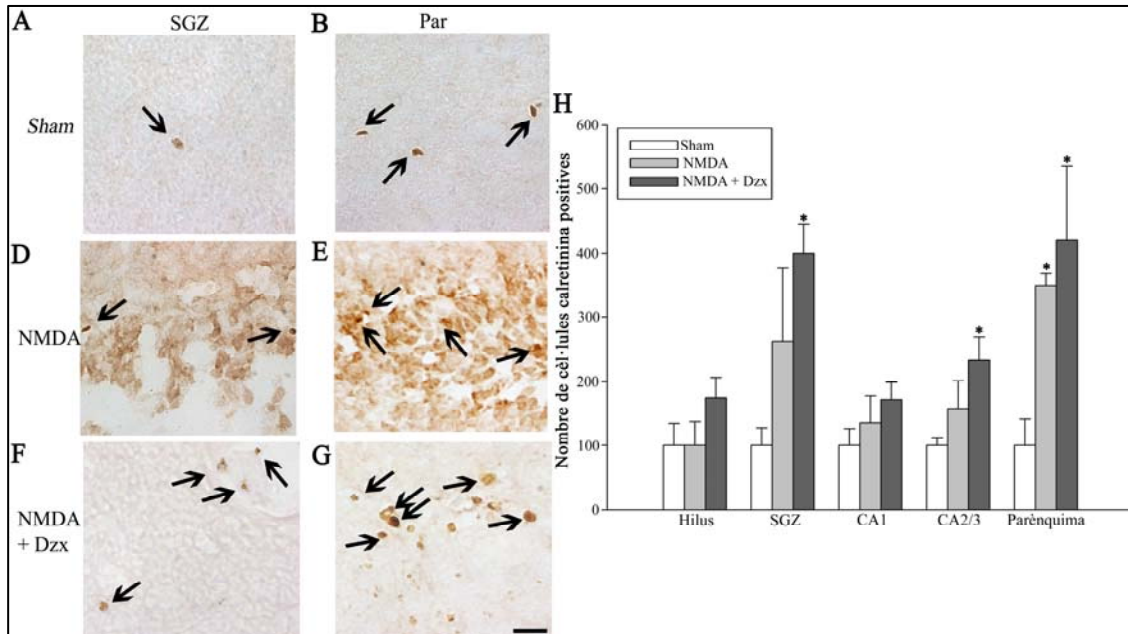 A SGZ B Par
Sham
D E
NMDA
F G
NMDA
+ Dzx
H
600
500
400
300
200
100
0
Nombre de cèl·lules calretinina positives
Sham
NMDA
NMDA + Dzx
* * * *
Hilus SGZ CA1 CA2/3 Parènquima